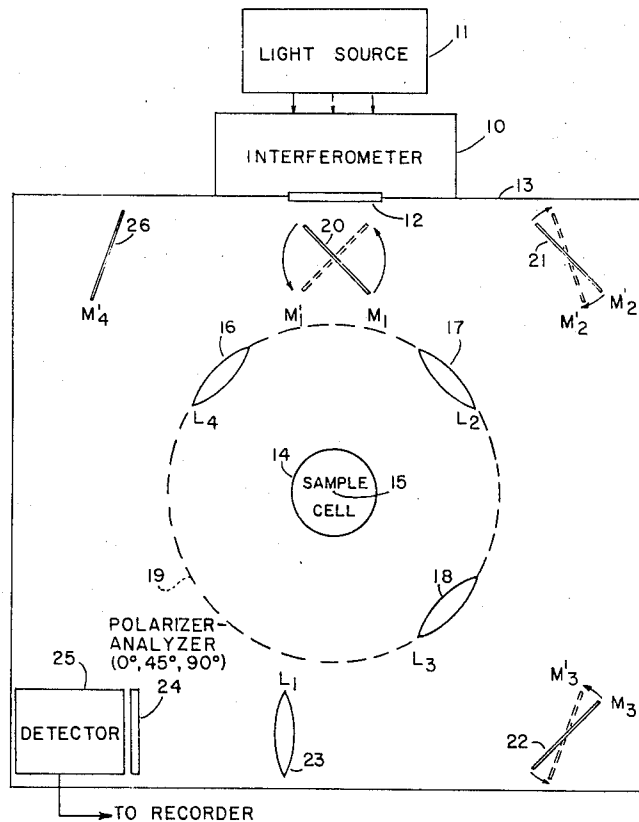 11
LIGHT SOURCE
10
INTERFEROMETER
13
12
20
26
21
M'4
M'1 M1
M'2
M'2
16
17
L4
L2
14
SAMPLE
CELL
15
19
18
POLARIZER-
ANALYZER
(0°, 45°, 90°)
L3
25
24
L1
M'3
M3
DETECTOR
23
22
TO RECORDER